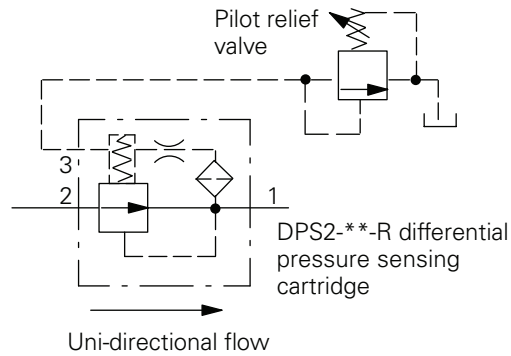 Pilot relief
valve
3
2
1
DPS2-**-R differential
pressure sensing
cartridge
Uni-directional flow